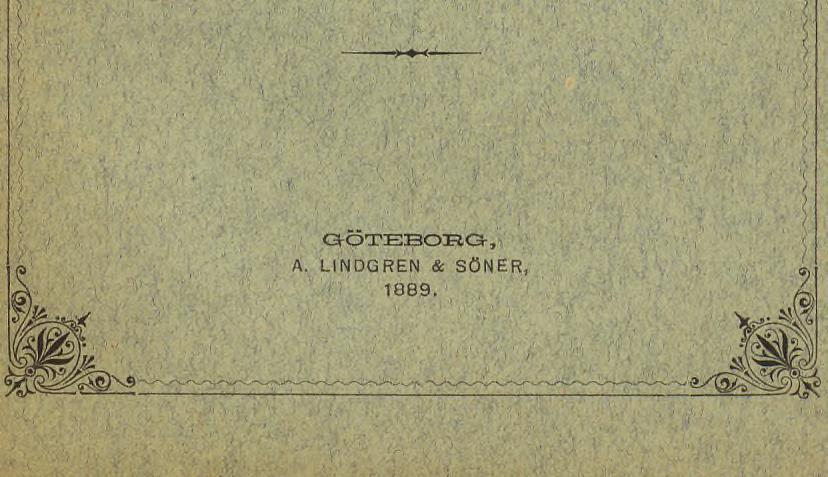 GÖTEBORG,
A. LINDGREN & SÖNER,
1889.